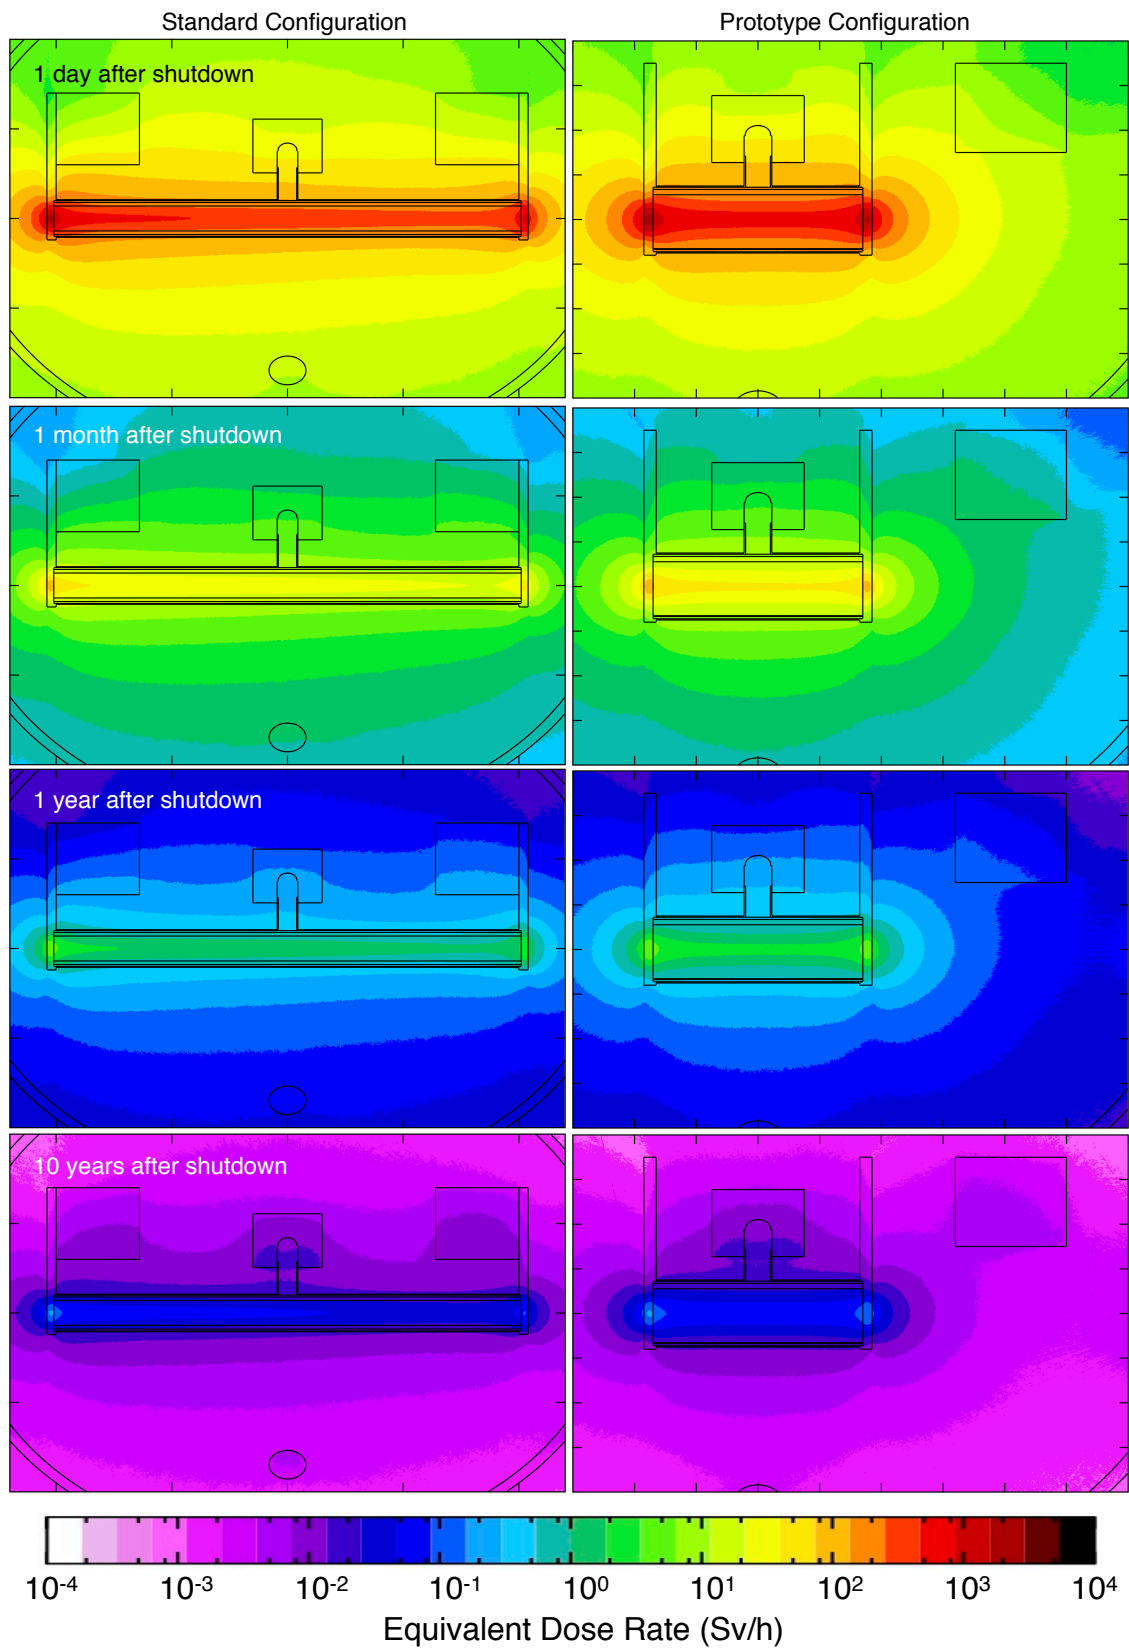 Standard Configuration
Prototype Configuration
1 day after shutdown
1 month after shutdown
1 year after shutdown
10 years after shutdown
10-4 10-3 10-2 10-1 100 101 102 103 104
Equivalent Dose Rate (Sv/h)